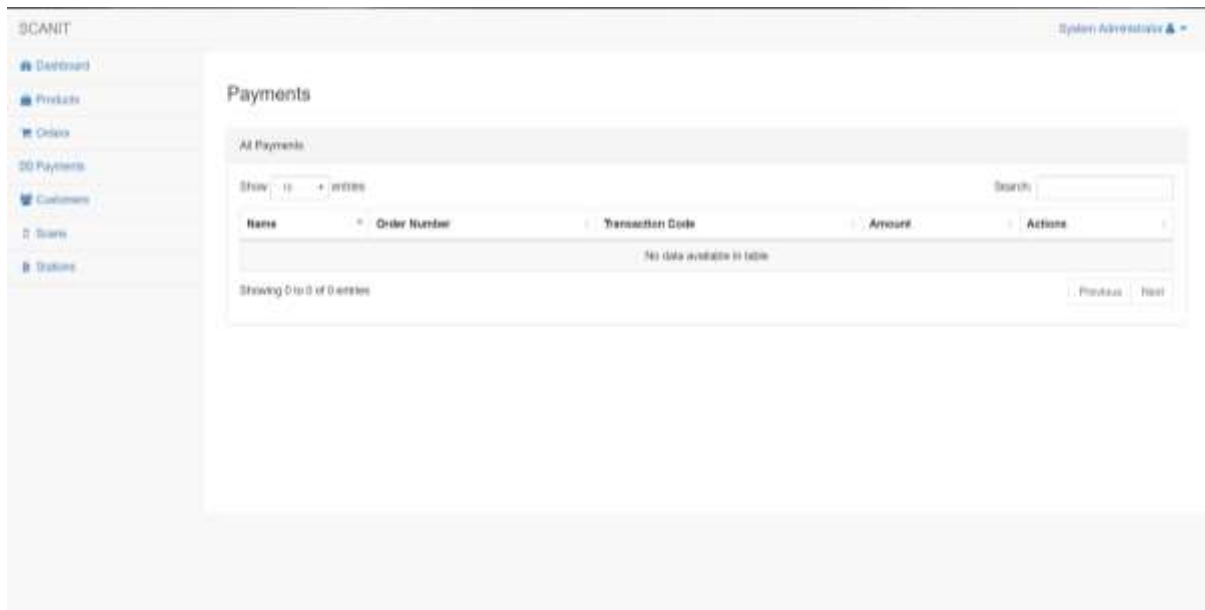 SCANIT
System Administrator
Dashboard
Products
Orders
Payments
Customers
Scans
Stations
Payments
All Payments
Show 10 entries
Search:
Name Order Number Transaction Code Amount Actions
No data available in table
Showing 0 to 0 of 0 entries
Previous Next